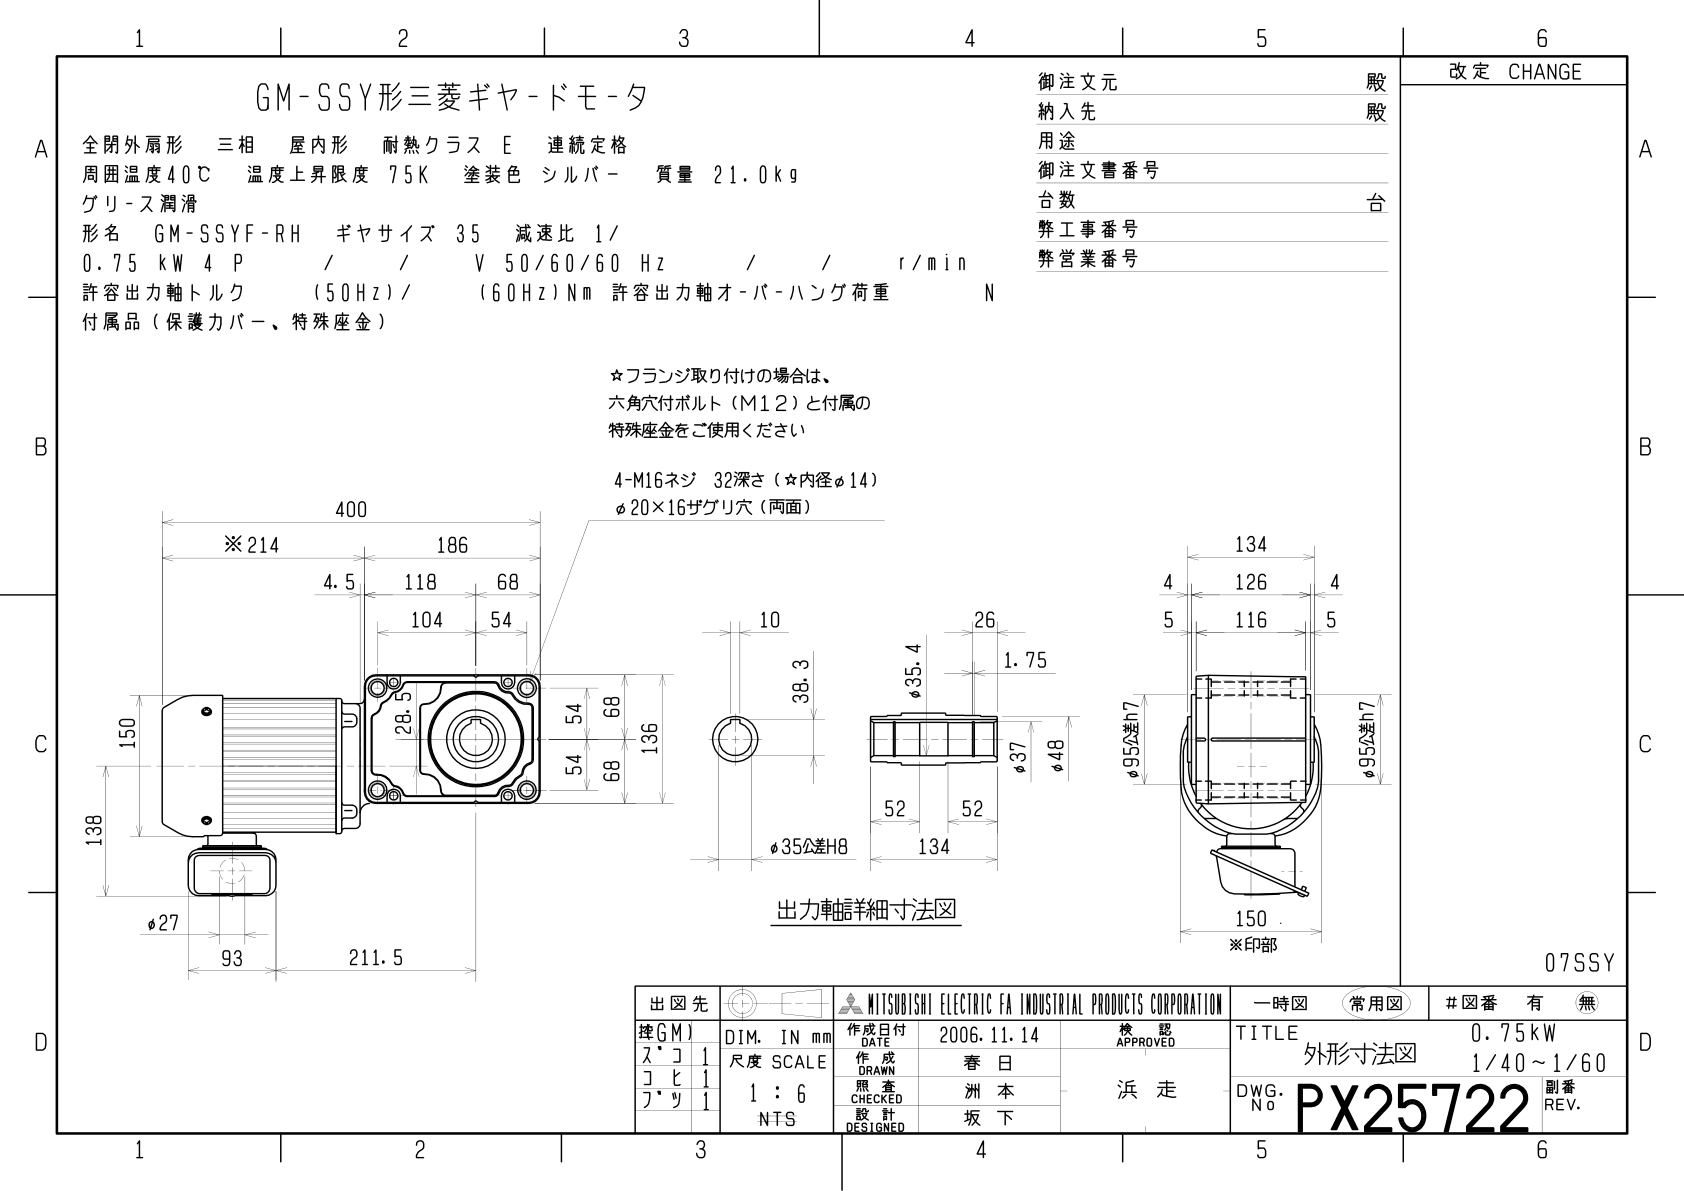 1 2 3 4 5 6
A
B
C
D
A
B
C
D
GM-SSY形三菱ギヤードモータ
全閉外扇形 三相 屋内形 耐熱クラス E 連続定格
周囲温度40℃ 温度上昇限度 75K 塗装色 シルバー 質量 21.0kg
グリース潤滑
形名 GM-SSYF-RH ギヤサイズ 35 減速比 1/
0.75 kW 4 P / / V 50/60/60 Hz / / r/min
許容出力軸トルク (50Hz)/ (60Hz)Nm 許容出力軸オーバーハング荷重 N
付属品(保護カバー、特殊座金)
御注文元 殿
納入先 殿
用途
御注文書番号
台数 台
弊工事番号
弊営業番号
改定 CHANGE
☆フランジ取り付けの場合は、
六角穴付ボルト(M12)と付属の
特殊座金をご使用ください
4-M16ネジ 32深さ(☆内径φ14)
φ20×16ザグリ穴(両面)
400
※214 186
4.5 118 68
104 54
28.5
54
54
68
68
136
150
138
φ27
93
211.5
10
38.3
φ35公差H8
φ35.4
26
1.75
φ37
φ48
52 52
134
出力軸詳細寸法図
134
4 126 4
5 116 5
φ95公差h7
φ95公差h7
150
※印部
07SSY
出図先
MITSUBISHI ELECTRIC FA INDUSTRIAL PRODUCTS CORPORATION
一時図 常用図
#図番 有 無
GM)
スﾞコ 1
コヒ 1
フﾞツ 1
DIM. IN mm
尺度 SCALE
1 : 6
NTS
作成日付
DATE
2006.11.14
作成
DRAWN
春日
照査
CHECKED
洲本
設計
DESIGNED
坂下
検認
APPROVED
浜走
TITLE
外形寸法図
0.75kW
1/40~1/60
DWG.
No
PX25722
副番
REV.
1 2 3 4 5 6